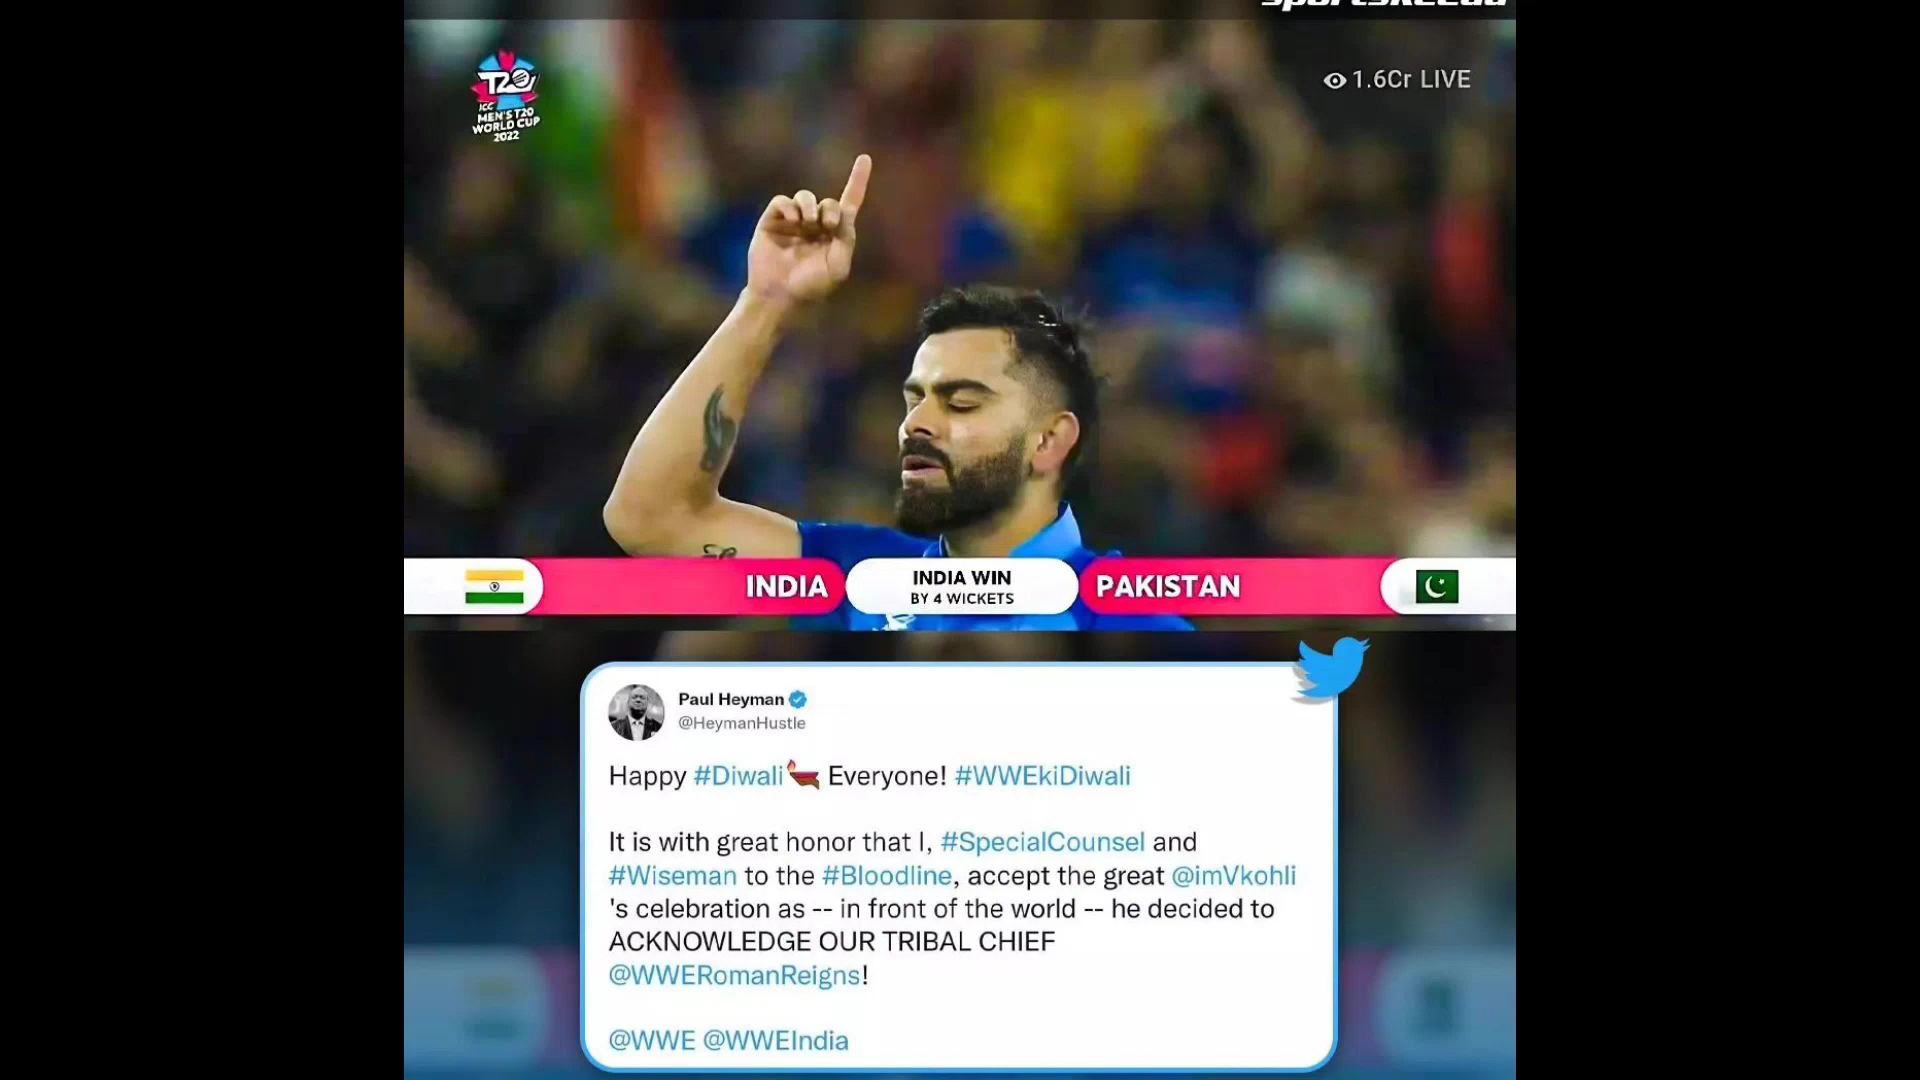 sportskeeda
1.6Cr LIVE
T20
ICC
MEN'S T20
WORLD CUP
2022
INDIA
INDIA WIN
BY 4 WICKETS
PAKISTAN
Paul Heyman
@HeymanHustle
Happy #Diwali Everyone! #WWEkiDiwali
It is with great honor that I, #SpecialCounsel and
#Wiseman to the #Bloodline, accept the great @imVkohli
's celebration as -- in front of the world -- he decided to
ACKNOWLEDGE OUR TRIBAL CHIEF
@WWERomanReigns!
@WWE @WWEIndia